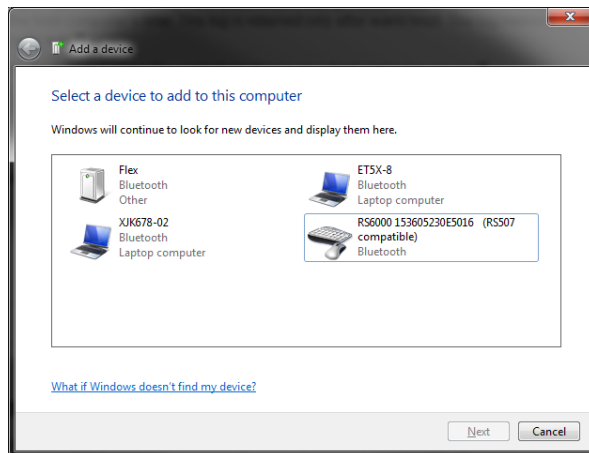 Add a device
Select a device to add to this computer
Windows will continue to look for new devices and display them here.
Flex
Bluetooth
Other
ET5X-8
Bluetooth
Laptop computer
XJK678-02
Bluetooth
Laptop computer
RS6000 153605230E5016 (RS507
compatible)
Bluetooth
What if Windows doesn't find my device?
Next
Cancel